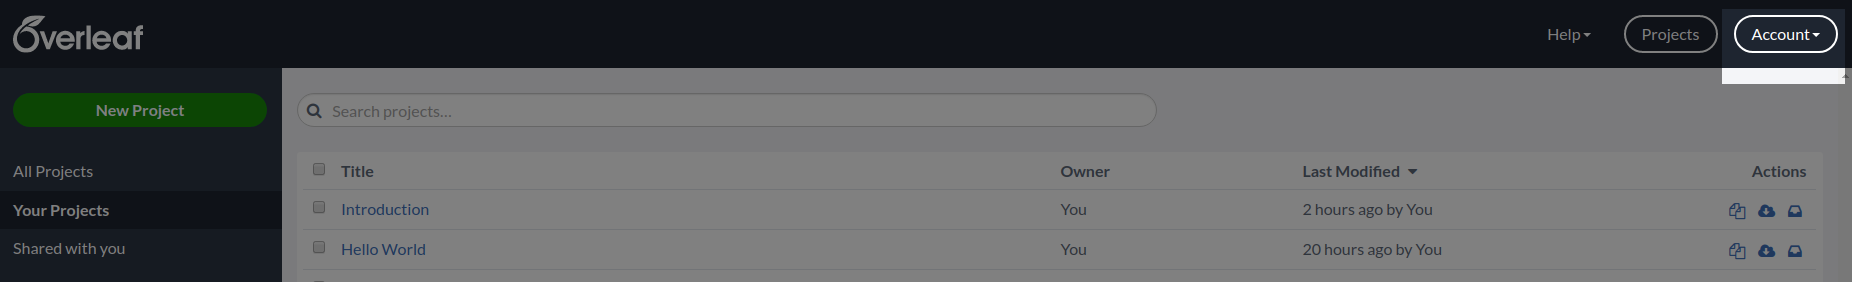 Overleaf
Help
Projects
Account
New Project
Search projects...
All Projects
Your Projects
Shared with you
Title Owner Last Modified Actions
Introduction You 2 hours ago by You
Hello World You 20 hours ago by You